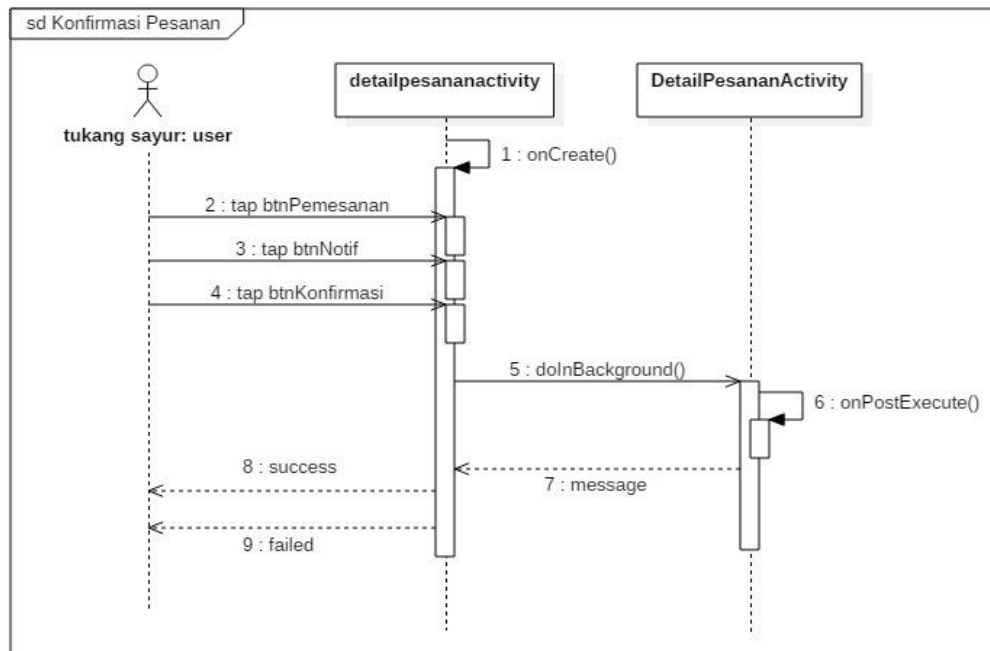 sd Konfirmasi Pesanan
tukang sayur: user
detailpesananactivity
DetailPesananActivity
1 : onCreate()
2 : tap btnPemesanan
3 : tap btnNotif
4 : tap btnKonfirmasi
5 : doInBackground()
6 : onPostExecute()
7 : message
8 : success
9 : failed